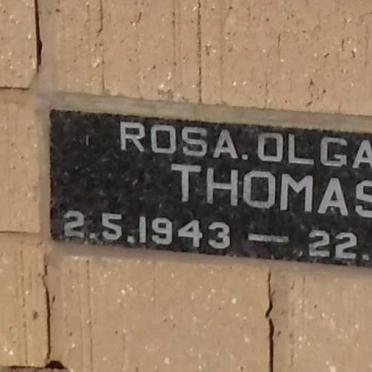 ROSA. OLGA
THOMAS
2.5.1943 — 22.